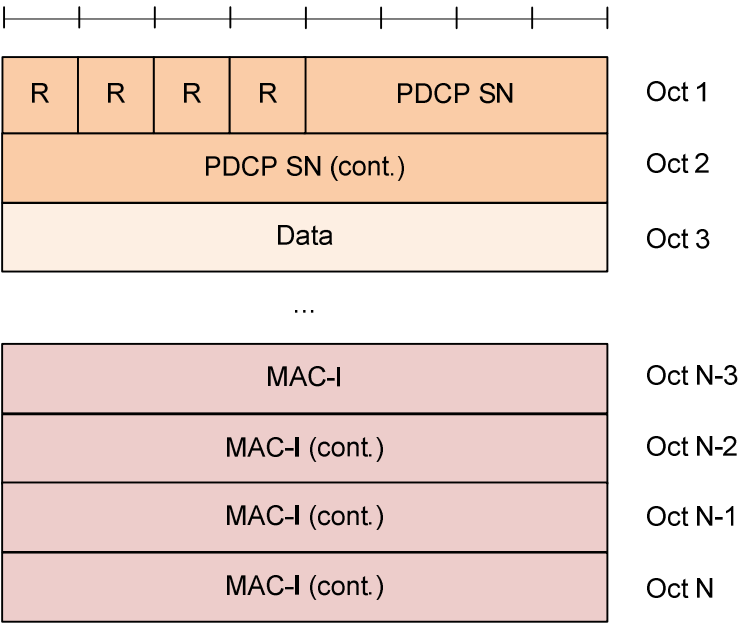 R R R R PDCP SN Oct 1
PDCP SN (cont.) Oct 2
Data Oct 3
...
MAC-I Oct N-3
MAC-I (cont.) Oct N-2
MAC-I (cont.) Oct N-1
MAC-I (cont.) Oct N